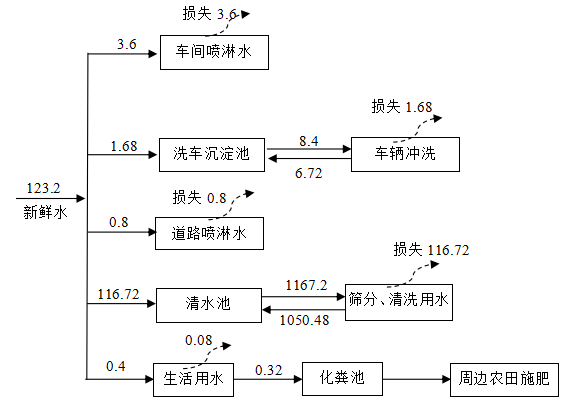 损失 3.6
3.6
车间喷淋水
损失 1.68
1.68
洗车沉淀池
8.4
6.72
车辆冲洗
123.2
新鲜水
损失 0.8
0.8
道路喷淋水
损失 116.72
116.72
清水池
1167.2
1050.48
筛分、清洗用水
0.08
0.4
生活用水
0.32
化粪池
周边农田施肥